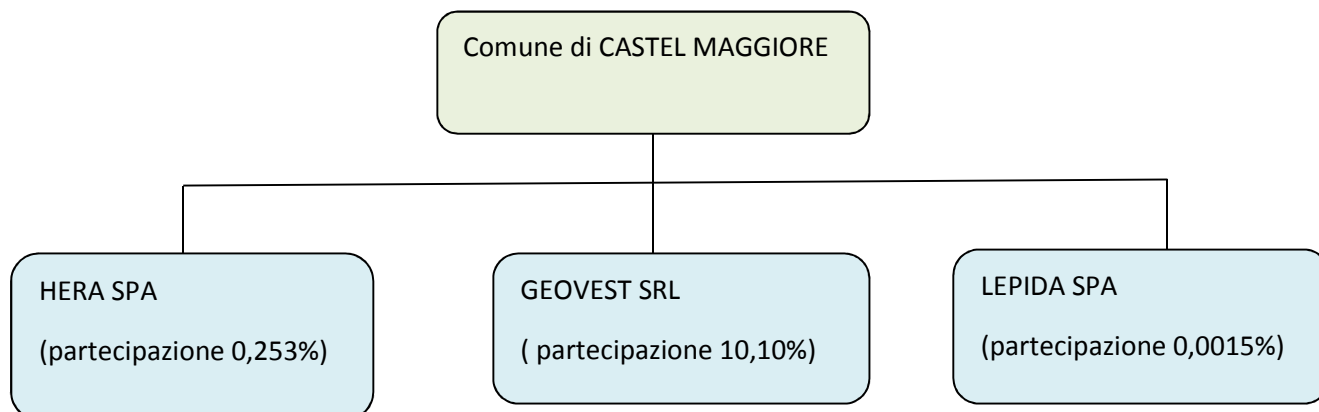 Comune di CASTEL MAGGIORE
HERA SPA
(partecipazione 0,253%)
GEOVEST SRL
( partecipazione 10,10%)
LEPIDA SPA
(partecipazione 0,0015%)